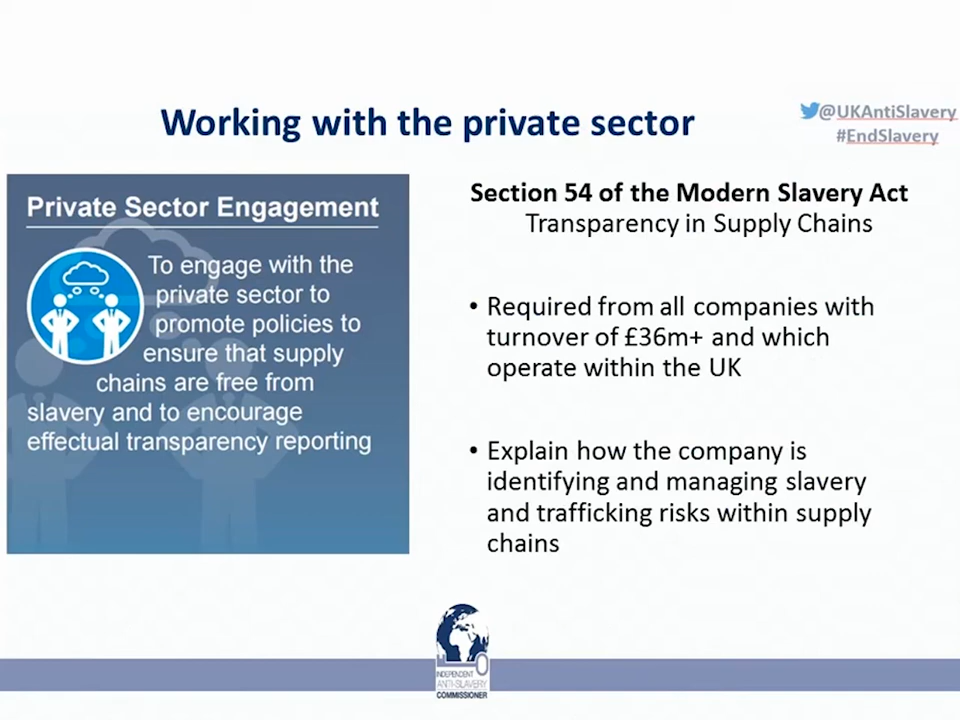 Working with the private sector
@UKAntiSlavery
#EndSlavery
Private Sector Engagement
To engage with the
private sector to
promote policies to
ensure that supply
chains are free from
slavery and to encourage
effectual transparency reporting
Section 54 of the Modern Slavery Act
Transparency in Supply Chains
• Required from all companies with
turnover of £36m+ and which
operate within the UK
• Explain how the company is
identifying and managing slavery
and trafficking risks within supply
chains
INDEPENDENT
ANTI-SLAVERY
COMMISSIONER